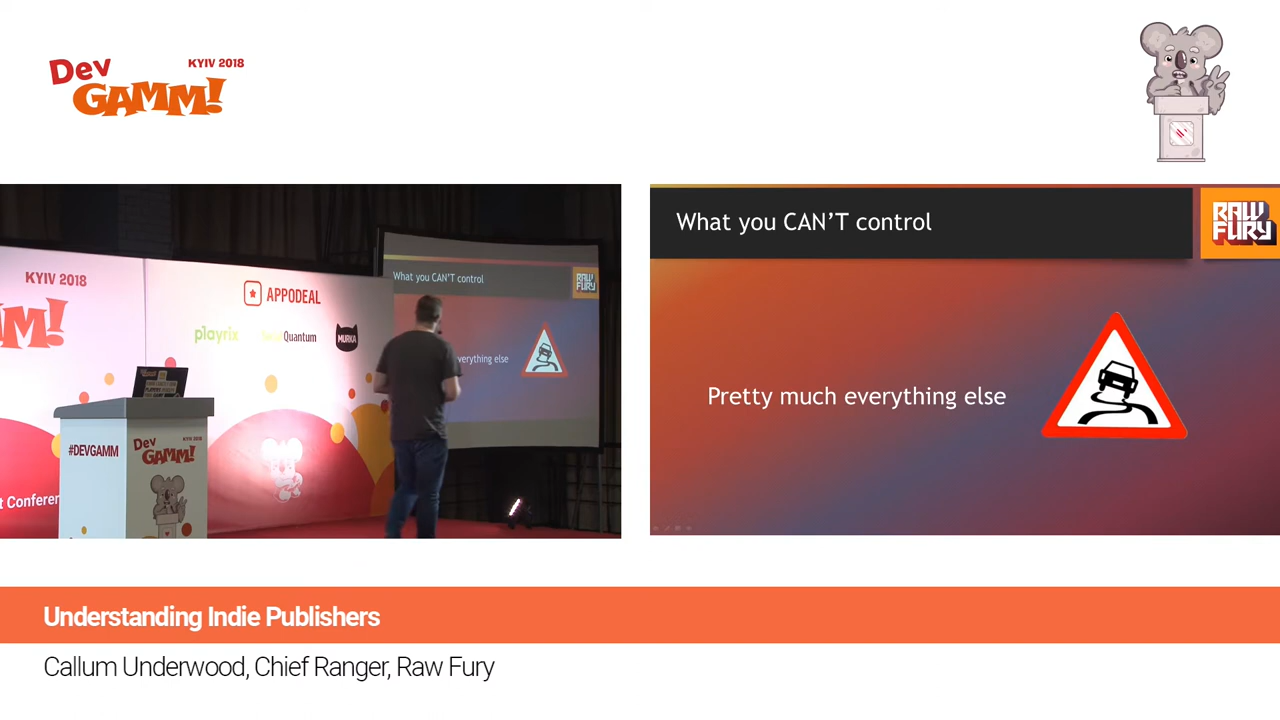 Dev
GAMM!
KYIV 2018
KYIV 2018
M!
APPODEAL
playrix
Quantum
MURKA
What you CAN'T control
RAW
FURY
verything else
#DEVGAMM
KYIV 2018
Dev
GAMM!
t Conferen
What you CAN'T control
RAW
FURY
Pretty much everything else
Understanding Indie Publishers
Callum Underwood, Chief Ranger, Raw Fury